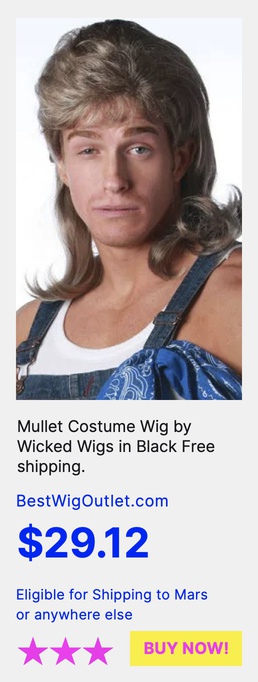 Mullet Costume Wig by
Wicked Wigs in Black Free
shipping.
BestWigOutlet.com
$29.12
Eligible for Shipping to Mars
or anywhere else
BUY NOW!